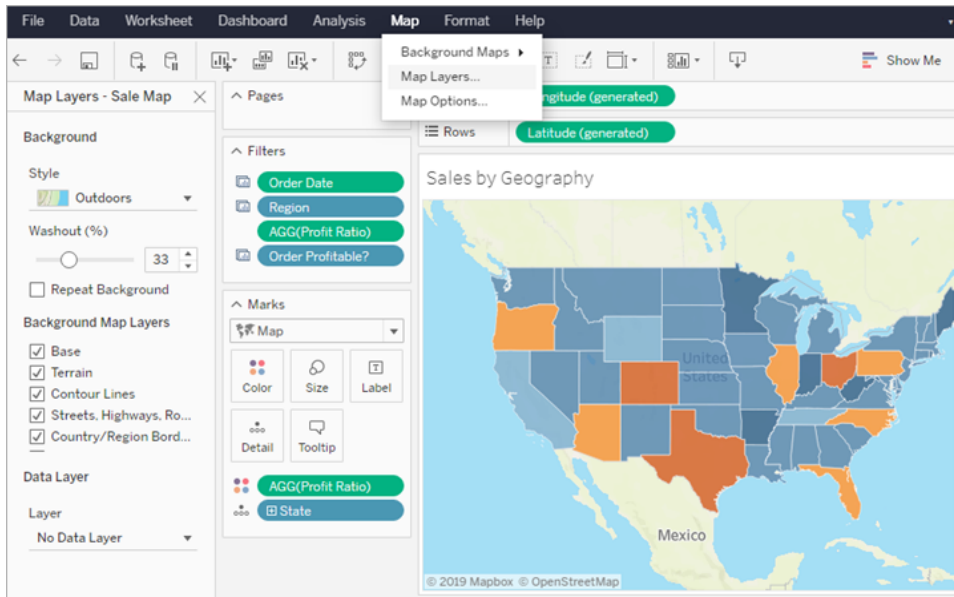 File Data Worksheet Dashboard Analysis Map Format Help
Background Maps
Map Layers...
Map Options...
Show Me
Map Layers - Sale Map
Background
Style
Outdoors
Washout (%)
33
Repeat Background
Background Map Layers
Base
Terrain
Contour Lines
Streets, Highways, Ro...
Country/Region Bord...
Data Layer
Layer
No Data Layer
Pages
Filters
Order Date
Region
AGG(Profit Ratio)
Order Profitable?
Marks
Map
Color Size Label
Detail Tooltip
AGG(Profit Ratio)
State
(generated)
Rows Latitude (generated)
Sales by Geography
United
States
Mexico
© 2019 Mapbox © OpenStreetMap